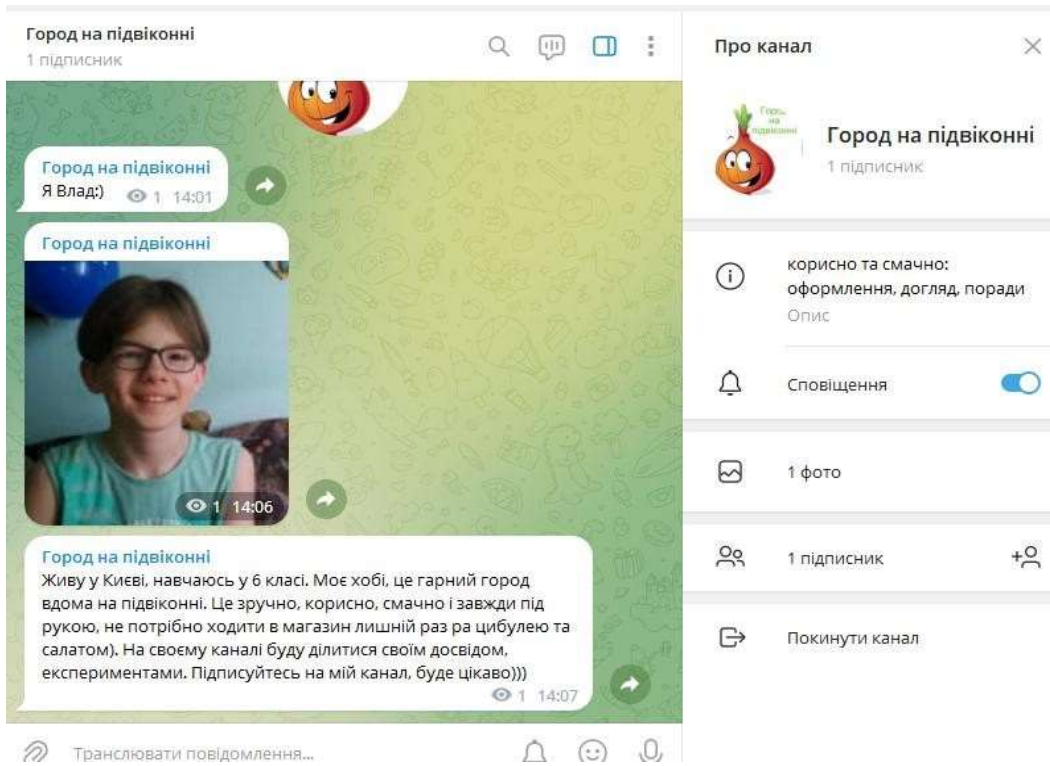 Город на підвіконні
1 підписник
Город на підвіконні
Я Влад:)
1 14:01
Город на підвіконні
1 14:06
Город на підвіконні
Живу у Києві, навчаюсь у 6 класі. Моє хобі, це гарний город
вдома на підвіконні. Це зручно, корисно, смачно і завжди під
рукою, не потрібно ходити в магазин лишній раз ра цибулею та
салатом). На своєму каналі буду ділитися своїм досвідом,
експериментами. Підписуйтесь на мій канал, буде цікаво)))
1 14:07
Транслювати повідомлення...
Про канал
на
підвіконні
Город на підвіконні
1 підписник
корисно та смачно:
оформлення, догляд, поради
Опис
Сповіщення
1 фото
1 підписник
Покинути канал